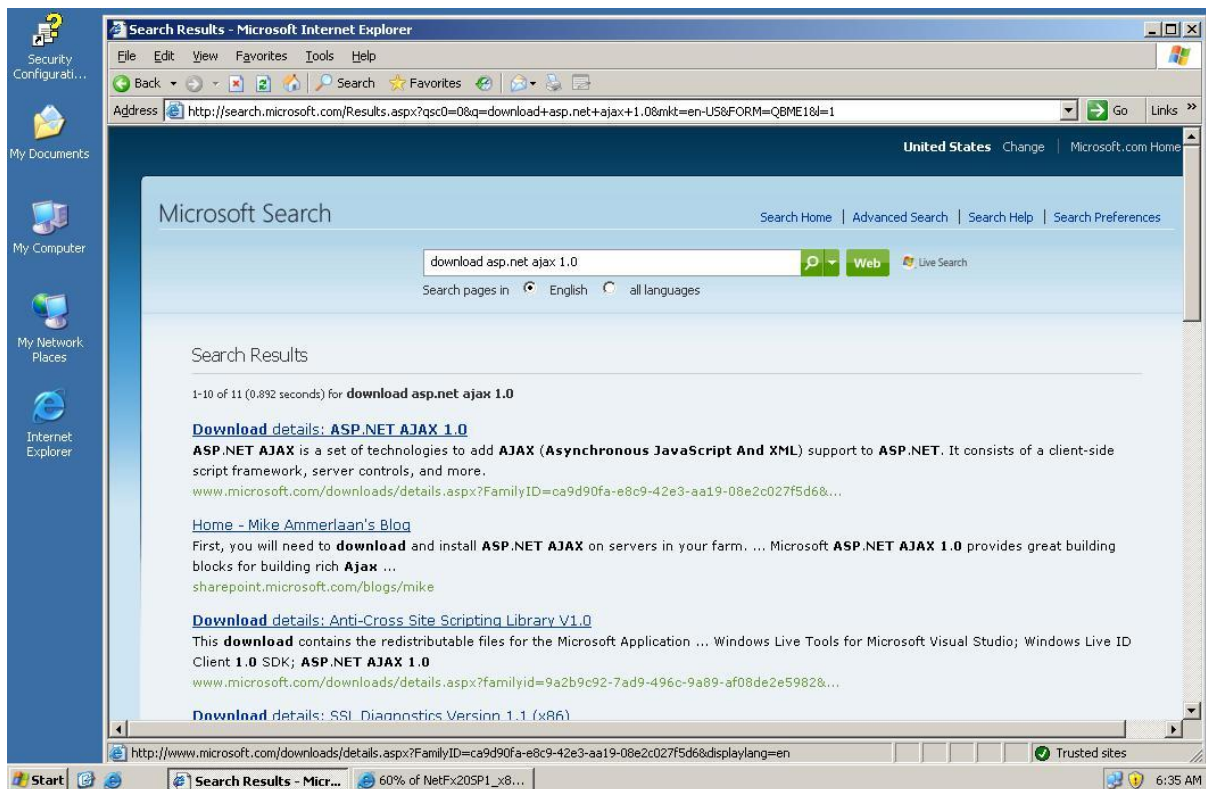 Security
Configurati...
My Documents
My Computer
My Network
Places
Internet
Explorer
Search Results - Microsoft Internet Explorer
File Edit View Favorites Tools Help
Back Search Favorites
Address http://search.microsoft.com/Results.aspx?qsc0=0&q=download+asp.net+ajax+1.0&mkt=en-US&FORM=QBME1&l=1 Go Links »
United States Change | Microsoft.com Home
Microsoft Search
Search Home | Advanced Search | Search Help | Search Preferences
download asp.net ajax 1.0 Web Live Search
Search pages in English all languages
Search Results
1-10 of 11 (0.892 seconds) for download asp.net ajax 1.0
Download details: ASP.NET AJAX 1.0
ASP.NET AJAX is a set of technologies to add AJAX (Asynchronous JavaScript And XML) support to ASP.NET. It consists of a client-side
script framework, server controls, and more.
www.microsoft.com/downloads/details.aspx?FamilyID=ca9d90fa-e8c9-42e3-aa19-08e2c027f5d6&...
Home - Mike Ammerlaan's Blog
First, you will need to download and install ASP.NET AJAX on servers in your farm. ... Microsoft ASP.NET AJAX 1.0 provides great building
blocks for building rich Ajax ...
sharepoint.microsoft.com/blogs/mike
Download details: Anti-Cross Site Scripting Library V1.0
This download contains the redistributable files for the Microsoft Application ... Windows Live Tools for Microsoft Visual Studio; Windows Live ID
Client 1.0 SDK; ASP.NET AJAX 1.0
www.microsoft.com/downloads/details.aspx?familyid=9a2b9c92-7ad9-496c-9a89-af08de2e5982&...
Download details: SSL Diagnostics Version 1.1 (x86)
http://www.microsoft.com/downloads/details.aspx?FamilyID=ca9d90fa-e8c9-42e3-aa19-08e2c027f5d6&displaylang=en Trusted sites
Start Search Results - Micr... 60% of NetFx20SP1_x8... 6:35 AM